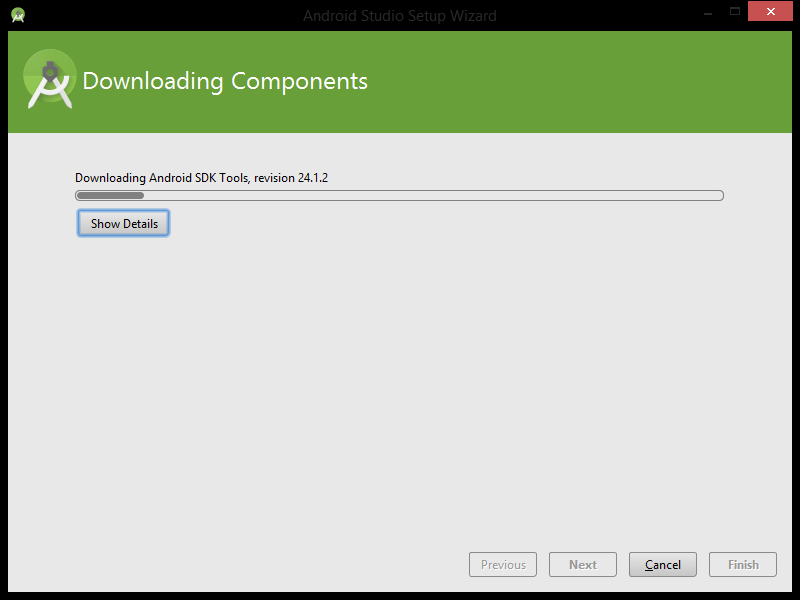 Android Studio Setup Wizard
Downloading Components
Downloading Android SDK Tools, revision 24.1.2
Show Details
Previous
Next
Cancel
Finish